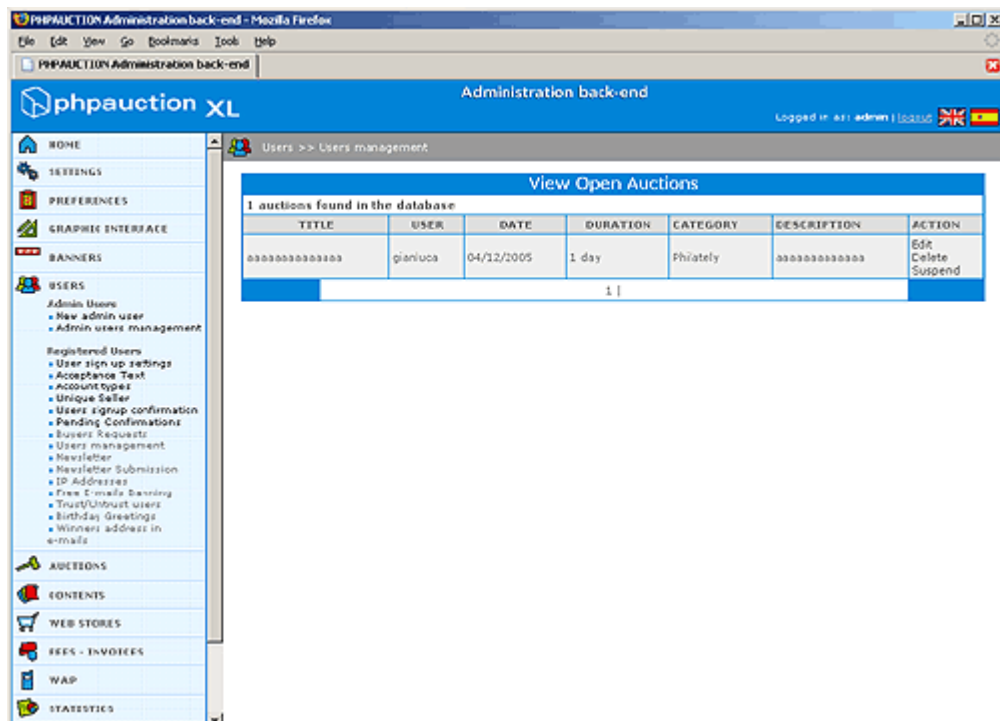 PHPAUCTION Administration back-end - Mozilla Firefox
File Edit View Go Bookmarks Tools Help
PHPAUCTION Administration back-end
phpauction XL
Administration back-end
Logged in as: admin | logout
HOME
SETTINGS
PREFERENCES
GRAPHIC INTERFACE
BANNERS
USERS
Admin Users
New admin user
Admin users management
Registered Users
User sign up settings
Acceptance Text
Account types
Unique Seller
Users signup confirmation
Pending Confirmations
Buyers Requests
Users management
Newsletter
Newsletter Submission
IP Addresses
Free E-mails Banning
Trust/Untrust users
Birthday Greetings
Winners address in
e-mails
AUCTIONS
CONTENTS
WEB STORES
FEES - INVOICES
WAP
STATISTICS
Users >> Users management
View Open Auctions
1 auctions found in the database
TITLE USER DATE DURATION CATEGORY DESCRIPTION ACTION
aaaaaaaaaaaaaa gianluca 04/12/2005 1 day Philately aaaaaaaaaaaaa Edit
Delete
Suspend
1 |